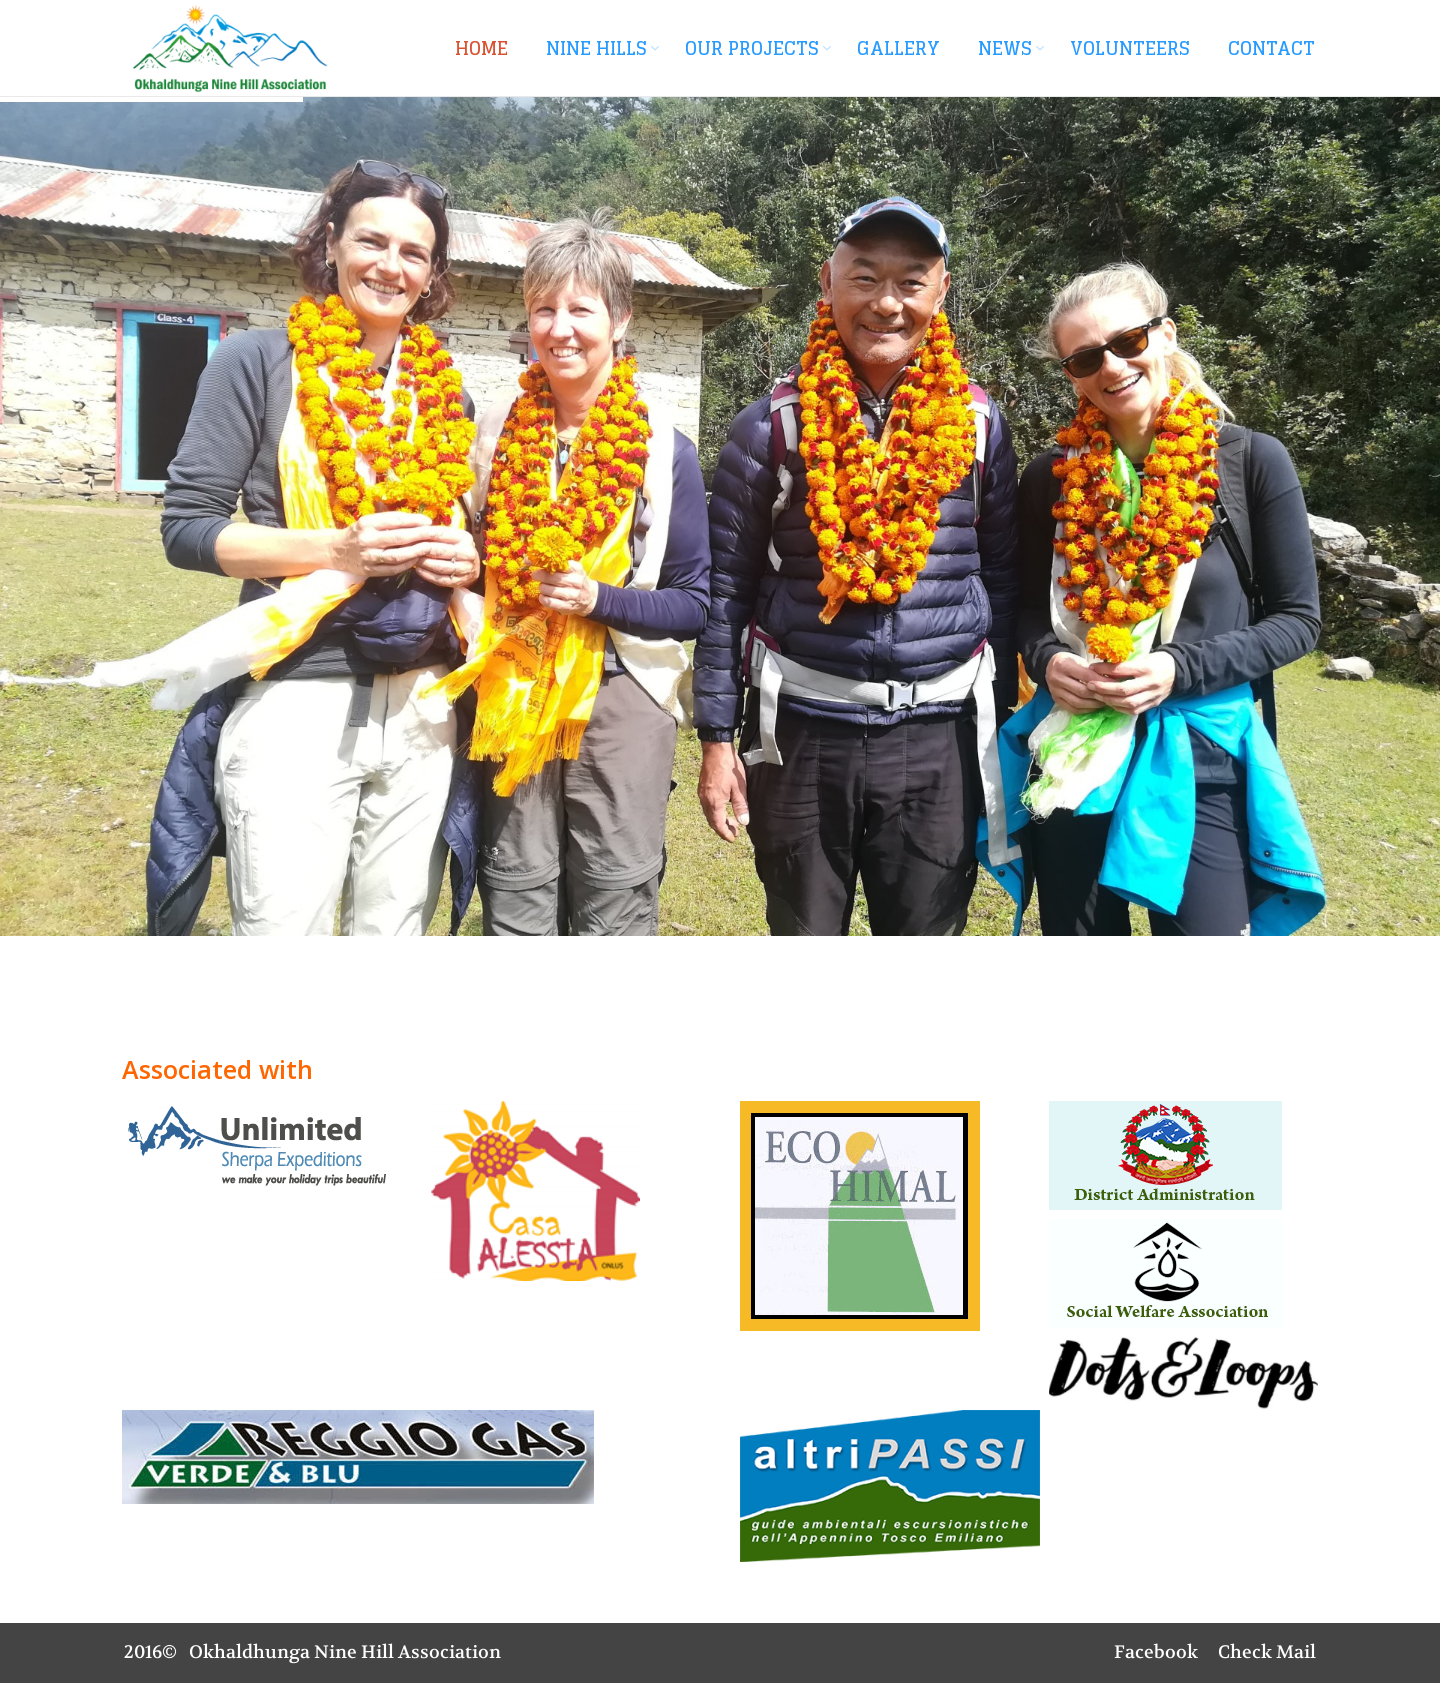 Okhaldhunga Nine Hill Association
HOME NINE HILLS OUR PROJECTS GALLERY NEWS VOLUNTEERS CONTACT
Class-4
Associated with
Unlimited
Sherpa Expeditions
we make your holiday trips beautiful
Casa
ALESSIA
ONLUS
ECO
HIMAL
District Administration
Social Welfare Association
Dots&Loops
REGGIO GAS
VERDE & BLU
altriPASSI
guide ambientali escursionistiche
nell'Appennino Tosco Emiliano
2016© Okhaldhunga Nine Hill Association
Facebook Check Mail